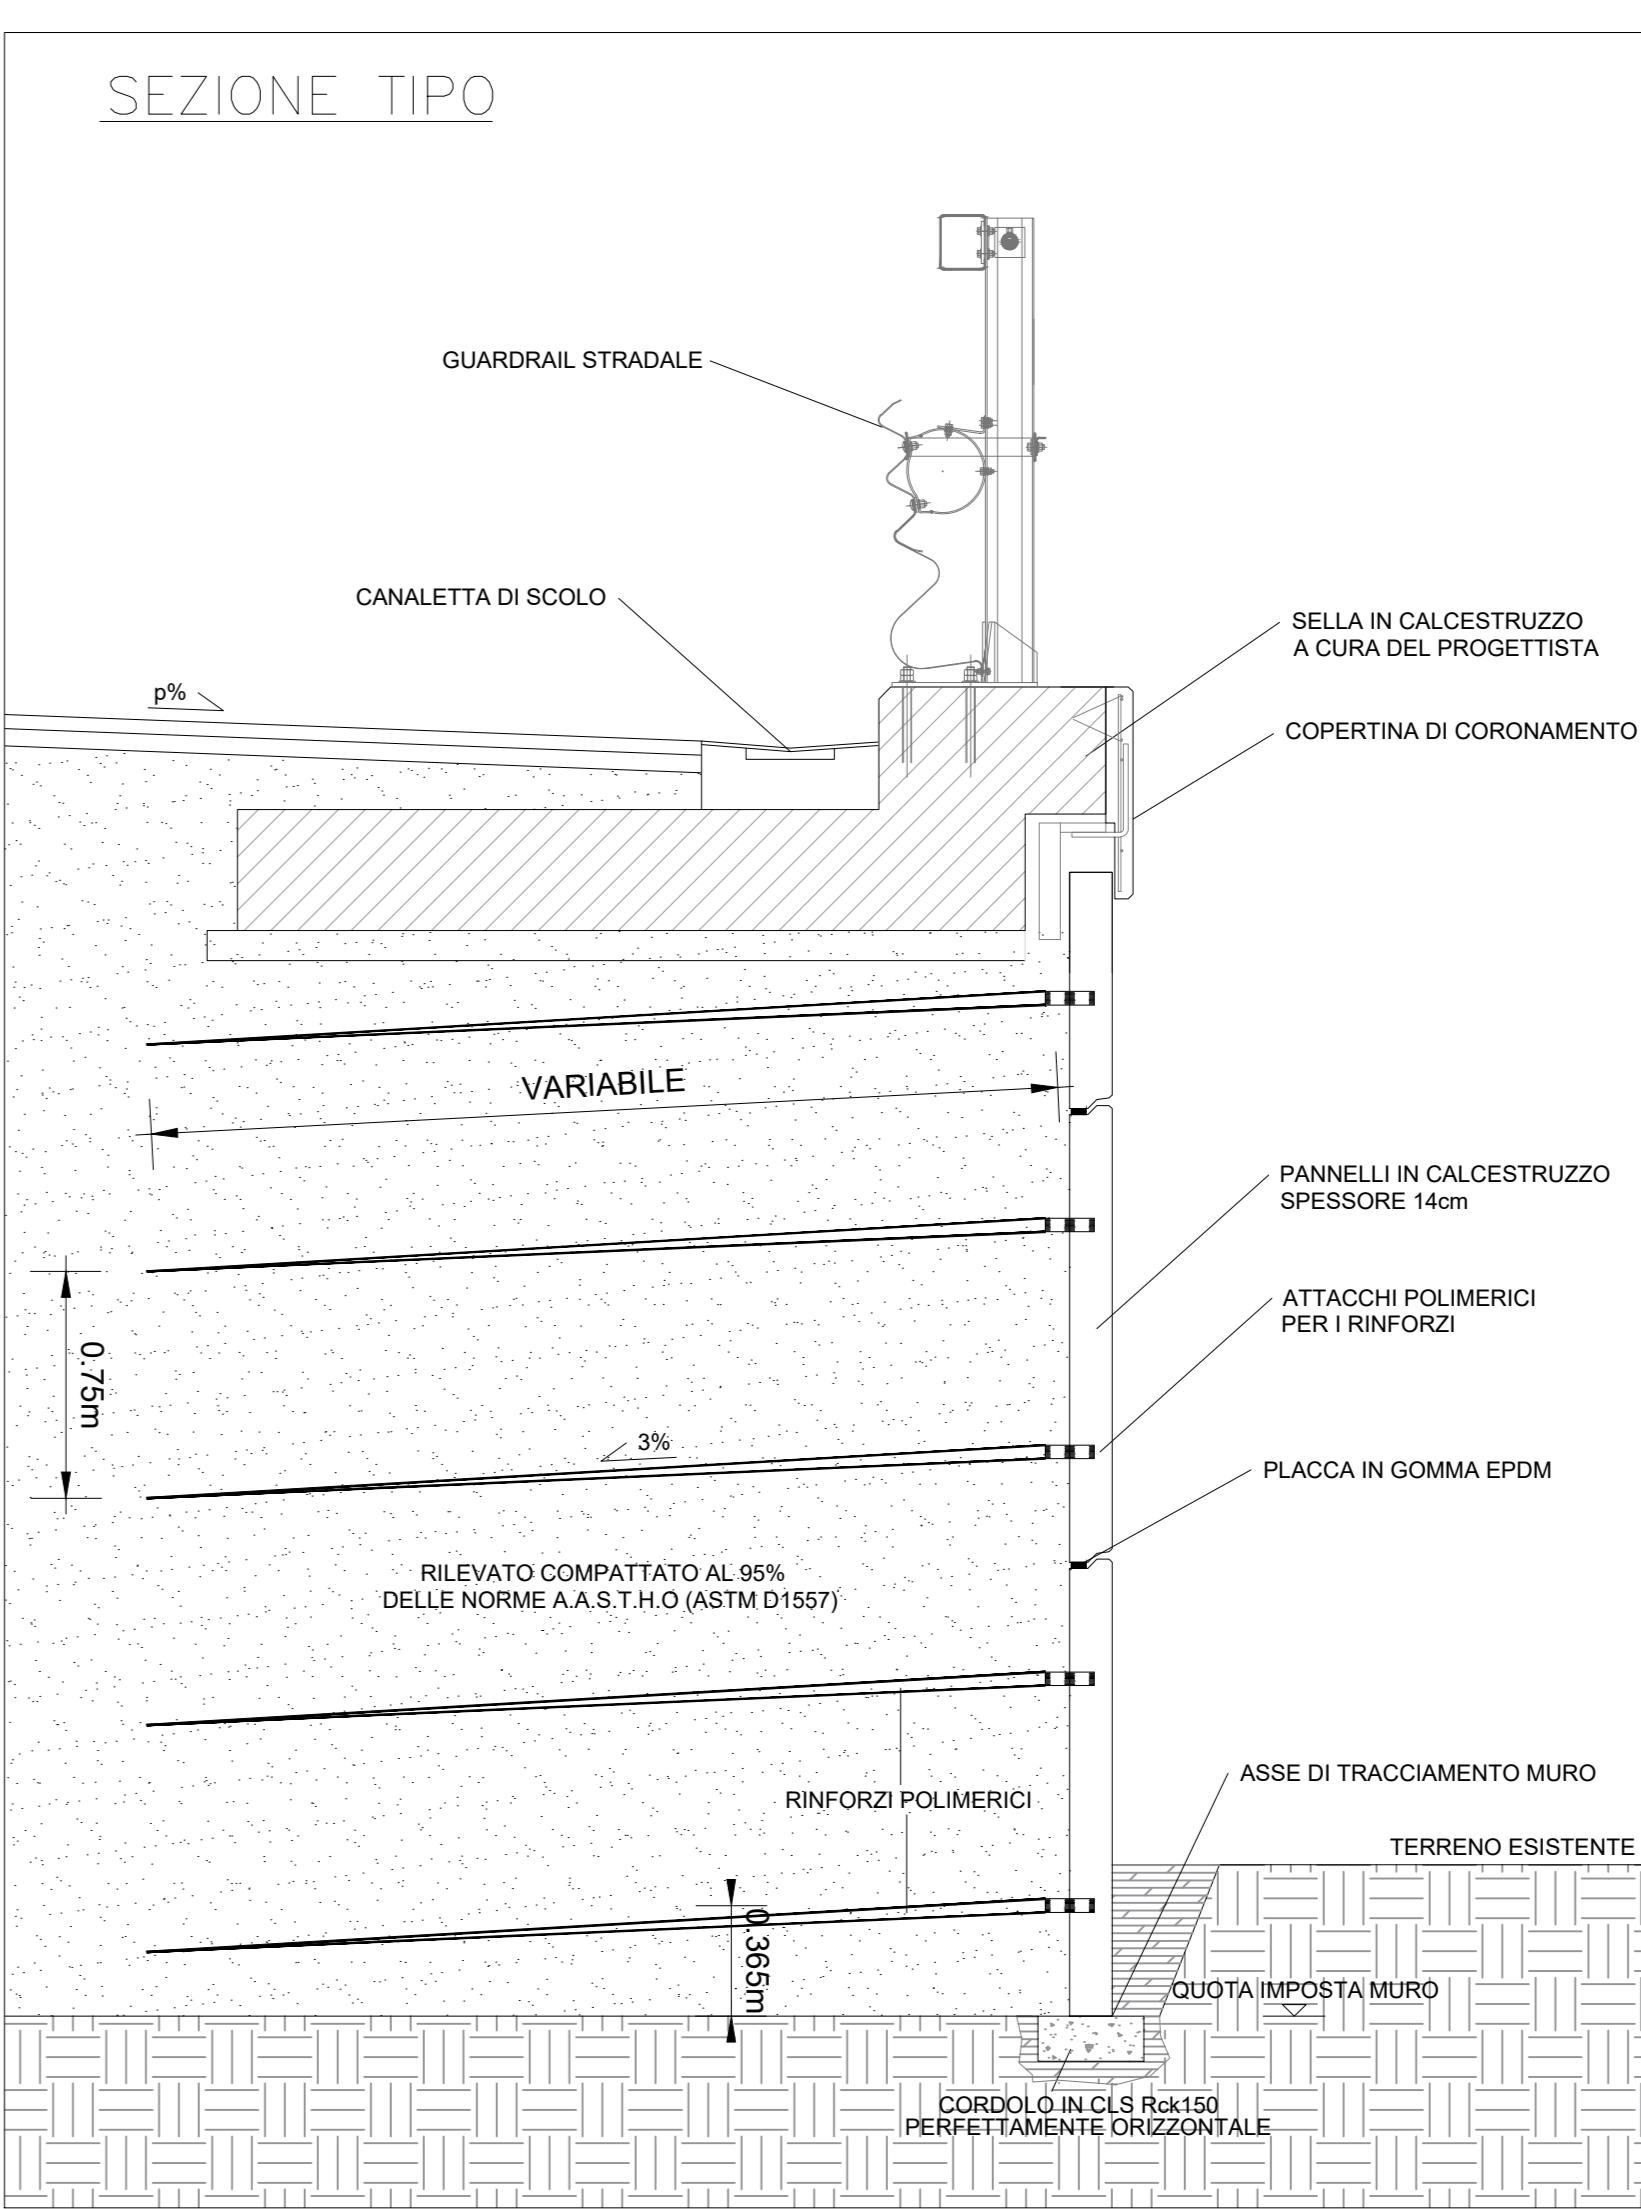 SEZIONE TIPO
GUARDRAIL STRADALE
CANALETTA DI SCOLO
SELLA IN CALCESTRUZZO
A CURA DEL PROGETTISTA
p%
COPERTINA DI CORONAMENTO
VARIABILE
PANNELLI IN CALCESTRUZZO
SPESSORE 14cm
ATTACCHI POLIMERICI
PER I RINFORZI
0.75m
3%
PLACCA IN GOMMA EPDM
RILEVATO COMPATTATO AL 95%
DELLE NORME A.A.S.T.H.O (ASTM D1557)
ASSE DI TRACCIAMENTO MURO
RINFORZI POLIMERICI
TERRENO ESISTENTE
0.365m
QUOTA IMPOSTA MURO
CORDOLO IN CLS Rck150
PERFETTAMENTE ORIZZONTALE